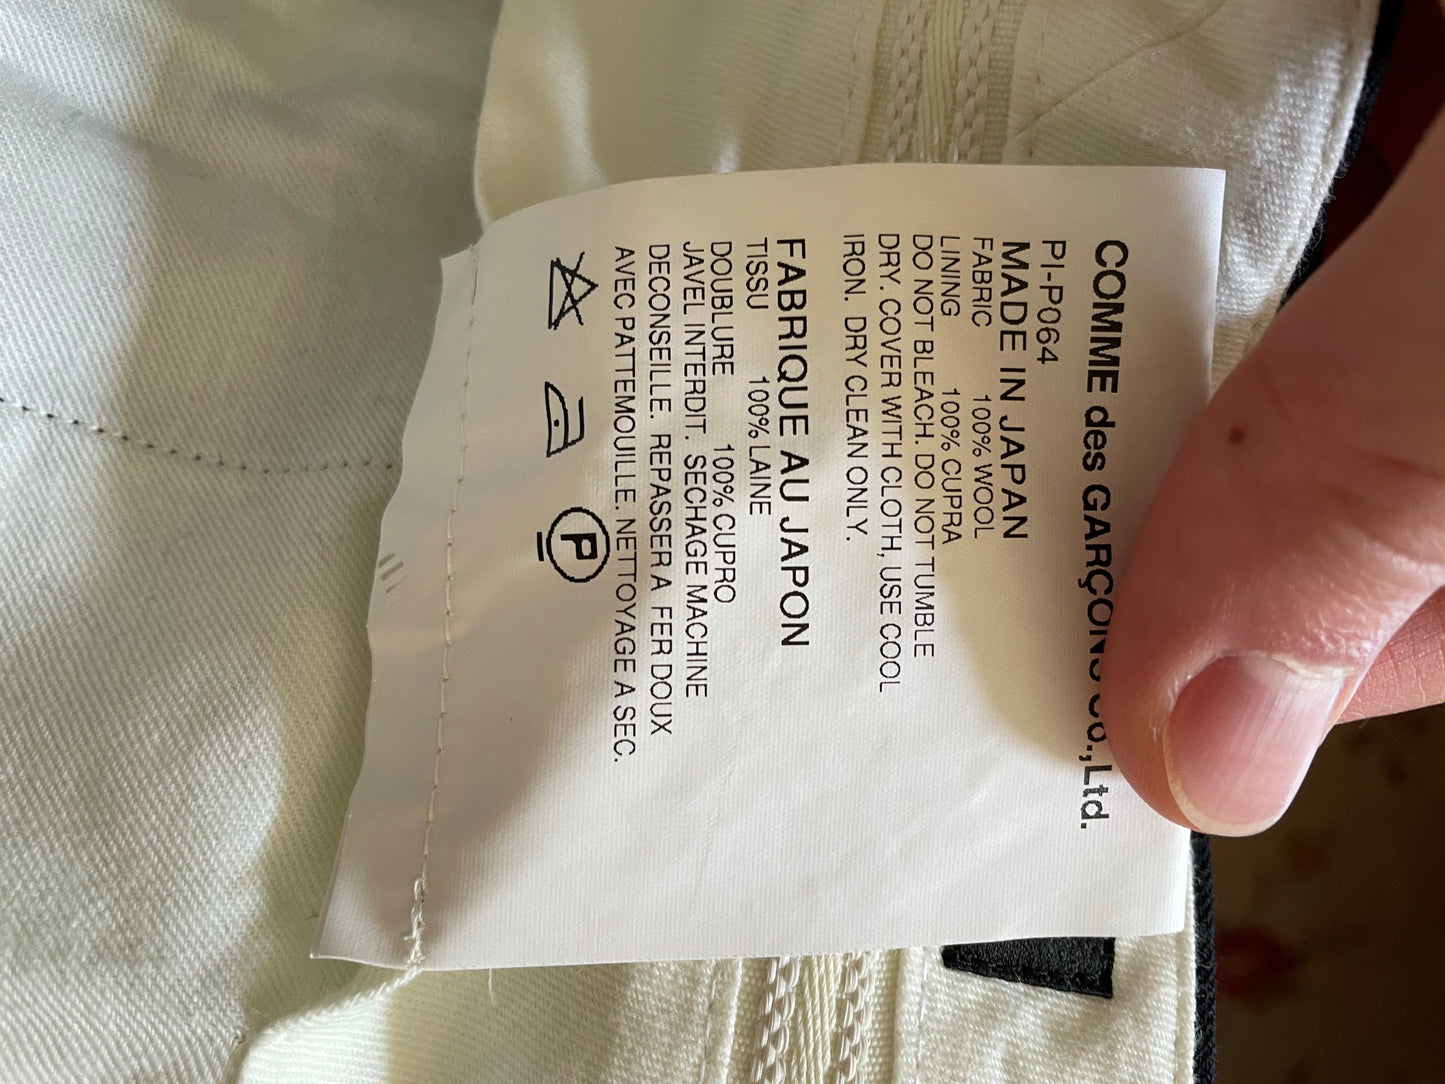 COMME des GARÇONS Co.,Ltd.
PI-P064
MADE IN JAPAN
FABRIC 100% WOOL
LINING 100% CUPRA
DO NOT BLEACH. DO NOT TUMBLE
DRY. COVER WITH CLOTH, USE COOL
IRON. DRY CLEAN ONLY.
FABRIQUE AU JAPON
TISSU 100% LAINE
DOUBLURE 100% CUPRO
JAVEL INTERDIT. SECHAGE MACHINE
DECONSEILLE. REPASSER A FER DOUX
AVEC PATTEMOUILLE. NETTOYAGE A SEC.
P